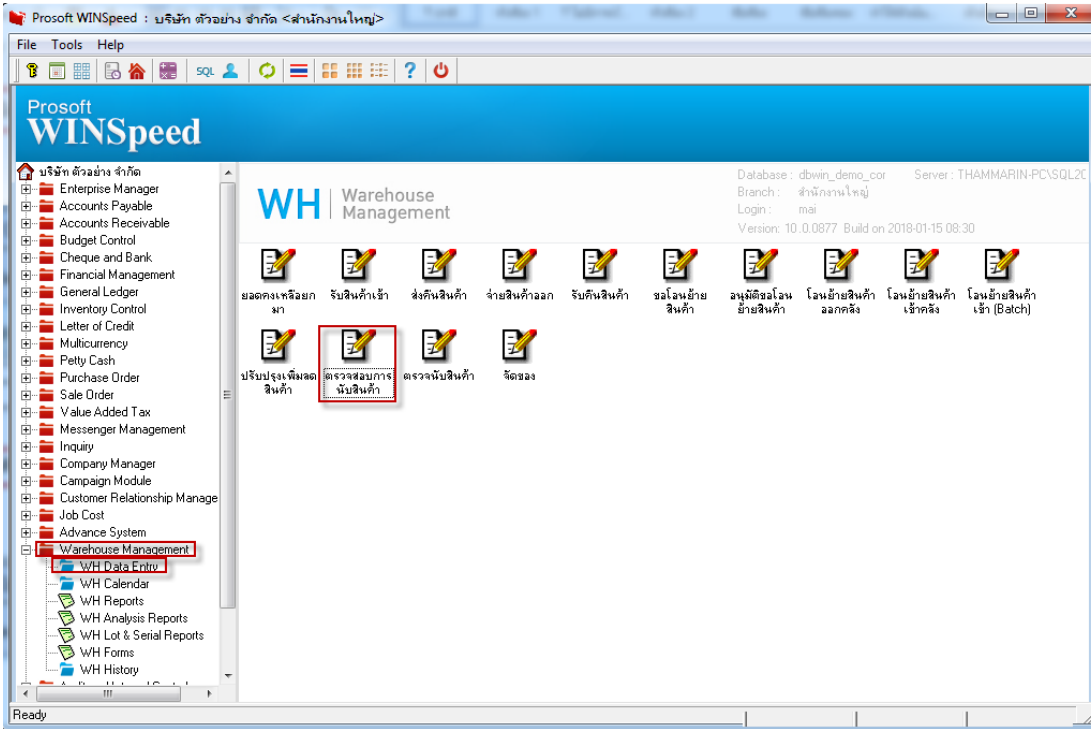 Prosoft WINSpeed : บริษัท ตัวอย่าง จำกัด <สำนักงานใหญ่>
File Tools Help
SQL
Prosoft
WINSpeed
บริษัท ตัวอย่าง จำกัด
Enterprise Manager
Accounts Payable
Accounts Receivable
Budget Control
Cheque and Bank
Financial Management
General Ledger
Inventory Control
Letter of Credit
Multicurrency
Petty Cash
Purchase Order
Sale Order
Value Added Tax
Messenger Management
Inquiry
Company Manager
Campaign Module
Customer Relationship Manage
Job Cost
Advance System
Warehouse Management
WH Data Entry
WH Calendar
WH Reports
WH Analysis Reports
WH Lot & Serial Reports
WH Forms
WH History
WH Warehouse
Management
Database : dbwin_demo_cor Server : THAMMARIN-PC\SQL20
Branch : สำนักงานใหญ่
Login : mai
Version: 10.0.0877 Build on 2018-01-15 08:30
ยอดคงเหลือยก รับสินค้าเข้า ส่งคืนสินค้า จ่ายสินค้าออก รับคืนสินค้า ขอโอนย้าย อนุมัติขอโอน โอนย้ายสินค้า โอนย้ายสินค้า โอนย้ายสินค้า
มา สินค้า ย้ายสินค้า ออกคลัง เข้าคลัง เข้า (Batch)
ปรับปรุงเพิ่มลด ตรวจสอบการ ตรวจนับสินค้า จัดของ
สินค้า นับสินค้า
Ready